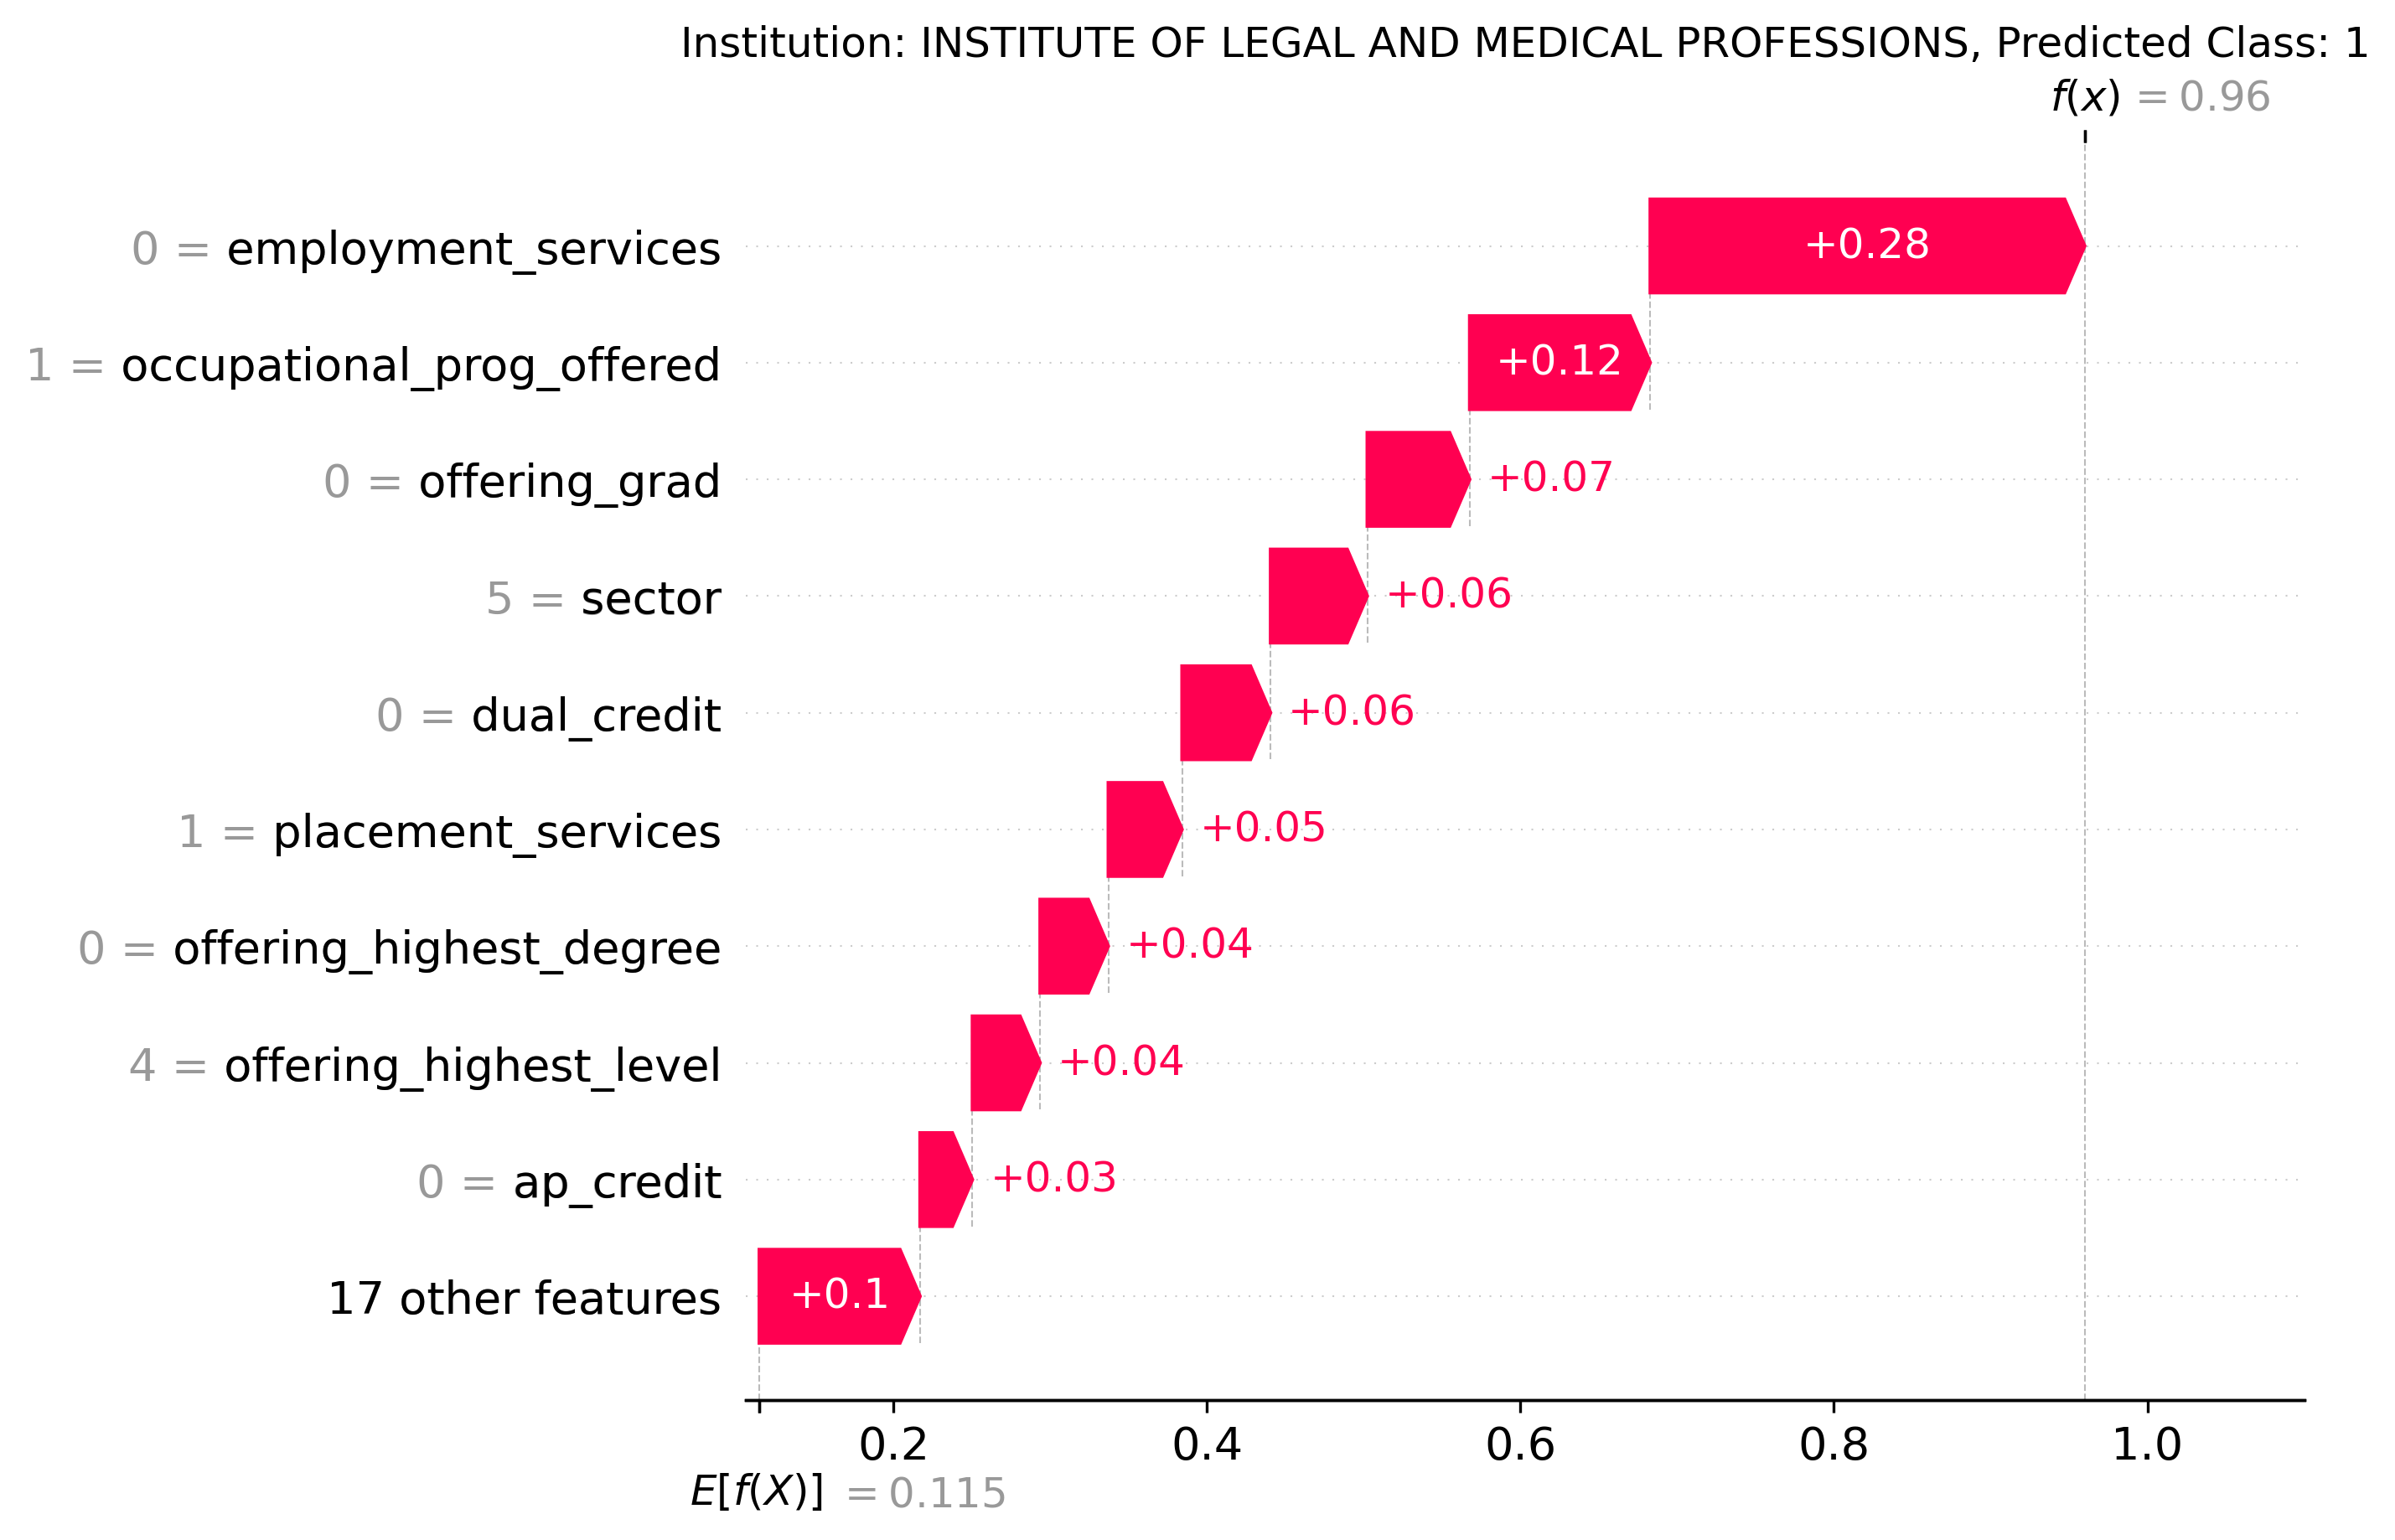 Institution: INSTITUTE OF LEGAL AND MEDICAL PROFESSIONS, Predicted Class: 1
f(x) = 0.96
0 = employment_services +0.28
1 = occupational_prog_offered +0.12
0 = offering_grad +0.07
5 = sector +0.06
0 = dual_credit +0.06
1 = placement_services +0.05
0 = offering_highest_degree +0.04
4 = offering_highest_level +0.04
0 = ap_credit +0.03
17 other features +0.1
0.2 0.4 0.6 0.8 1.0
E[f(X)] = 0.115